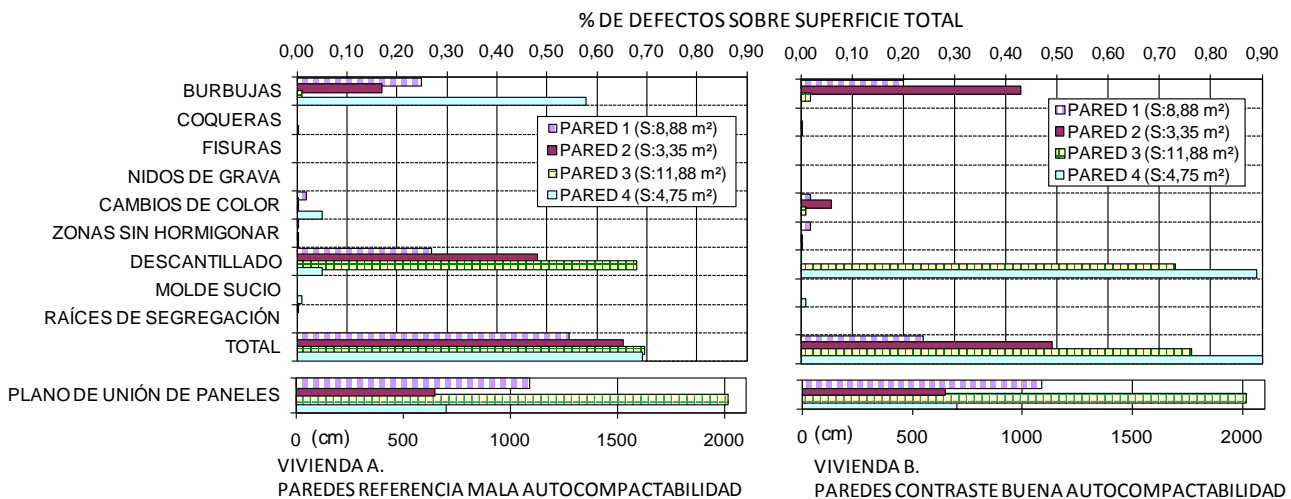 % DE DEFECTOS SOBRE SUPERFICIE TOTAL
0,00 0,10 0,20 0,30 0,40 0,50 0,60 0,70 0,80 0,90
0,00 0,10 0,20 0,30 0,40 0,50 0,60 0,70 0,80 0,90
BURBUJAS
COQUERAS
FISURAS
NIDOS DE GRAVA
CAMBIOS DE COLOR
ZONAS SIN HORMIGONAR
DESCANTILLADO
MOLDE SUCIO
RAÍCES DE SEGREGACIÓN
TOTAL
PLANO DE UNIÓN DE PANELES
PARED 1 (S:8,88 m²)
PARED 2 (S:3,35 m²)
PARED 3 (S:11,88 m²)
PARED 4 (S:4,75 m²)
PARED 1 (S:8,88 m²)
PARED 2 (S:3,35 m²)
PARED 3 (S:11,88 m²)
PARED 4 (S:4,75 m²)
0 (cm) 500 1000 1500 2000
0 (cm) 500 1000 1500 2000
VIVIENDA A.
PAREDES REFERENCIA MALA AUTOCOMPACTABILIDAD
VIVIENDA B.
PAREDES CONTRASTE BUENA AUTOCOMPACTABILIDAD